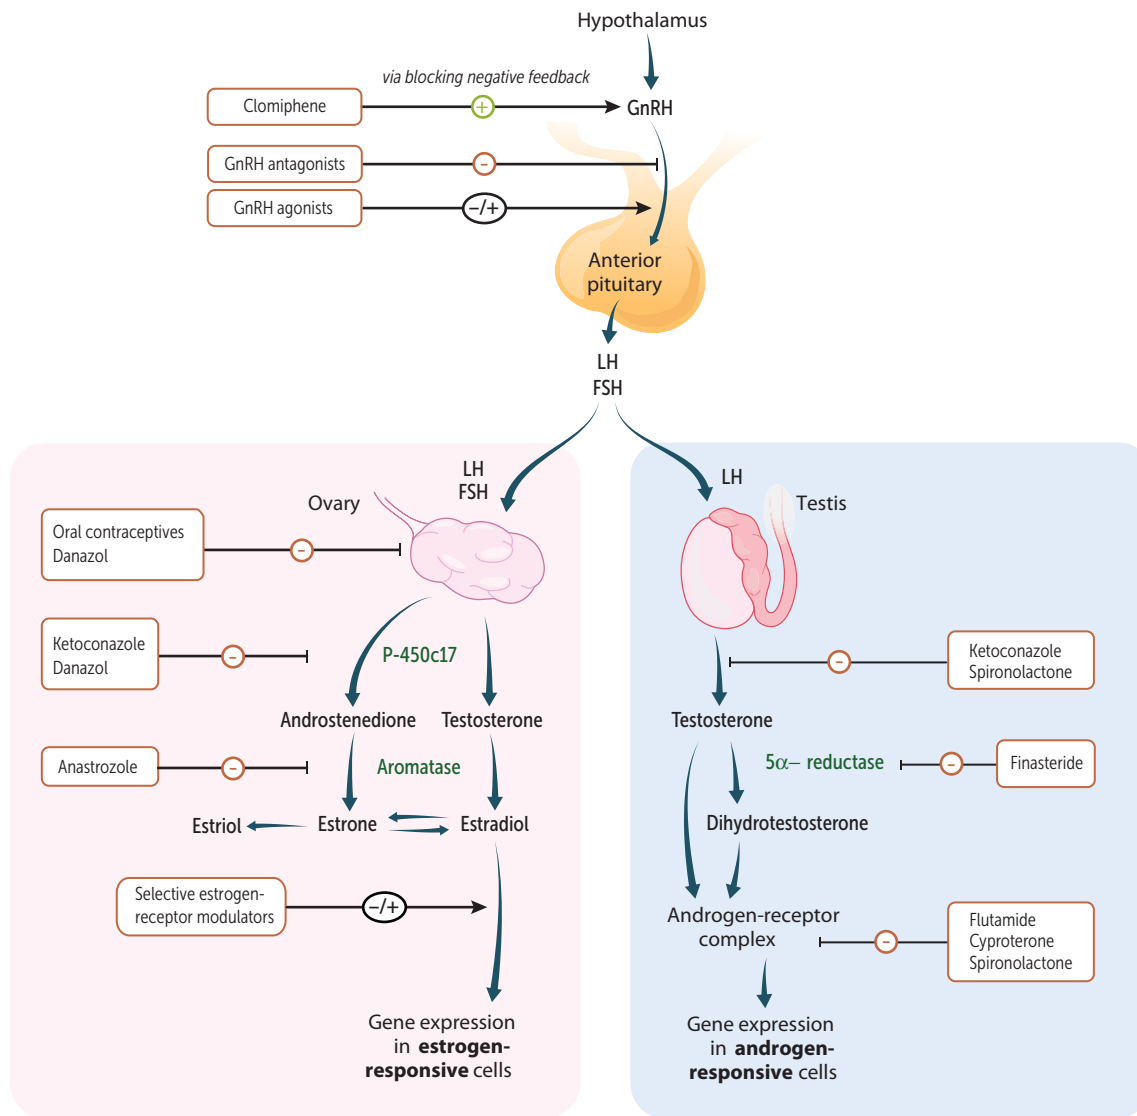 Hypothalamus
via blocking negative feedback
Clomiphene
+
GnRH
GnRH antagonists
–
GnRH agonists
–/+
Anterior
pituitary
LH
FSH
LH
FSH
Ovary
Oral contraceptives
Danazol
–
Ketoconazole
Danazol
–
P-450c17
Androstenedione
Testosterone
Anastrozole
–
Aromatase
Estriol
Estrone
Estradiol
Selective estrogen-
receptor modulators
–/+
Gene expression
in estrogen-
responsive cells
LH
Testis
Ketoconazole
Spironolactone
–
Testosterone
5α– reductase
–
Finasteride
Dihydrotestosterone
Androgen-receptor
complex
–
Flutamide
Cyproterone
Spironolactone
Gene expression
in androgen-
responsive cells